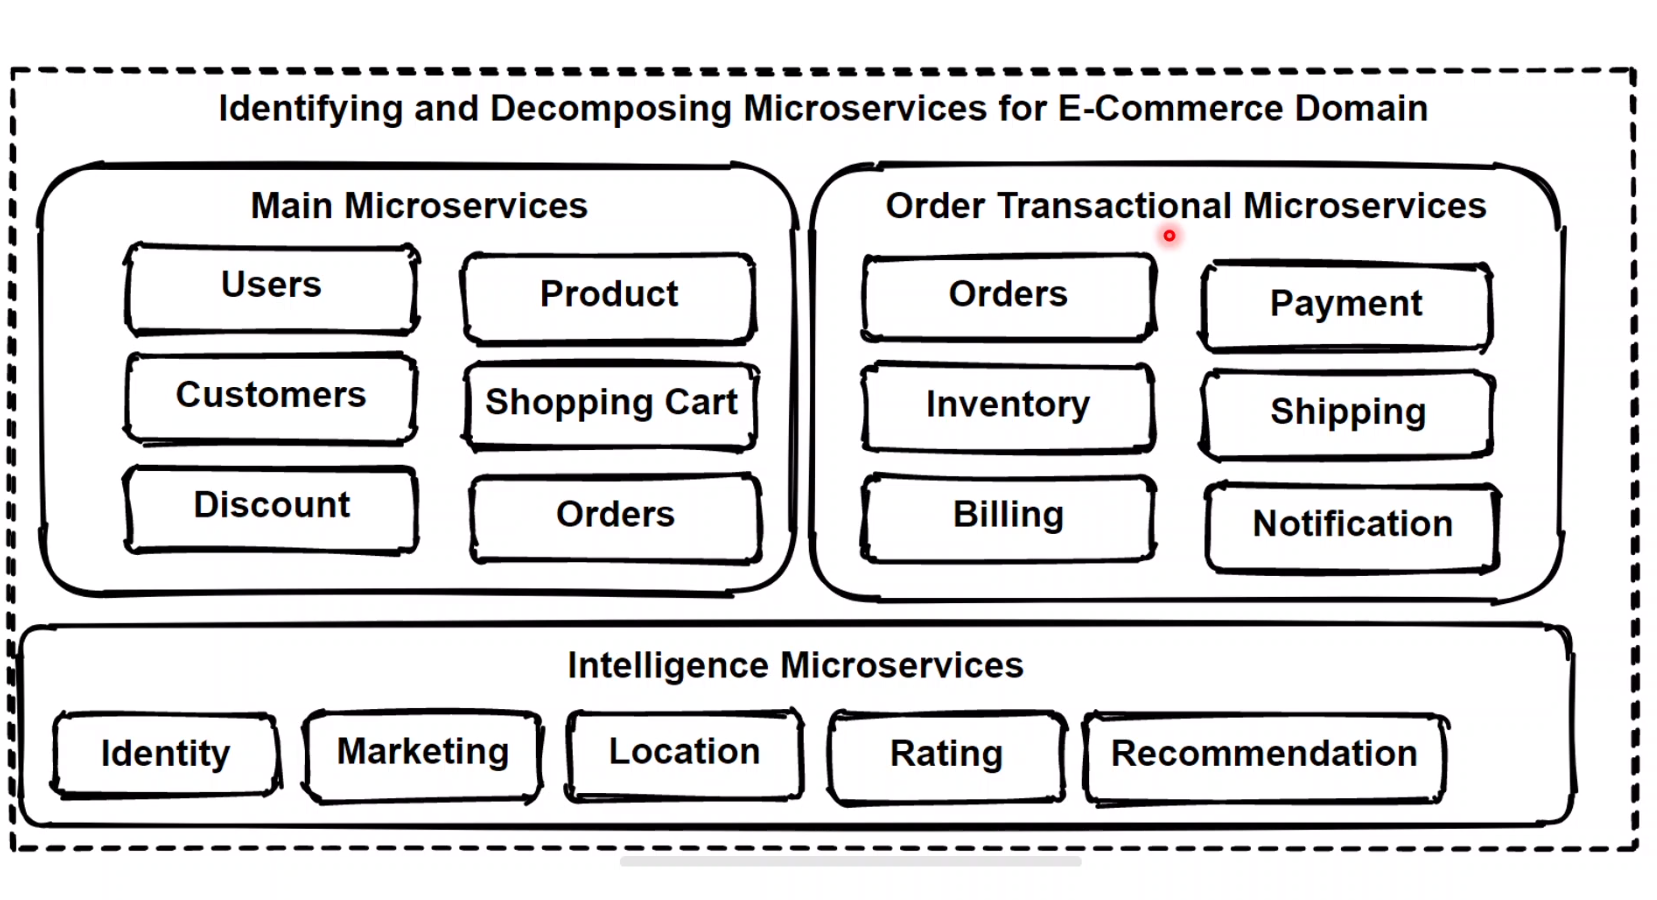 Identifying and Decomposing Microservices for E-Commerce Domain
Main Microservices
Users
Product
Customers
Shopping Cart
Discount
Orders
Order Transactional Microservices
Orders
Payment
Inventory
Shipping
Billing
Notification
Intelligence Microservices
Identity
Marketing
Location
Rating
Recommendation